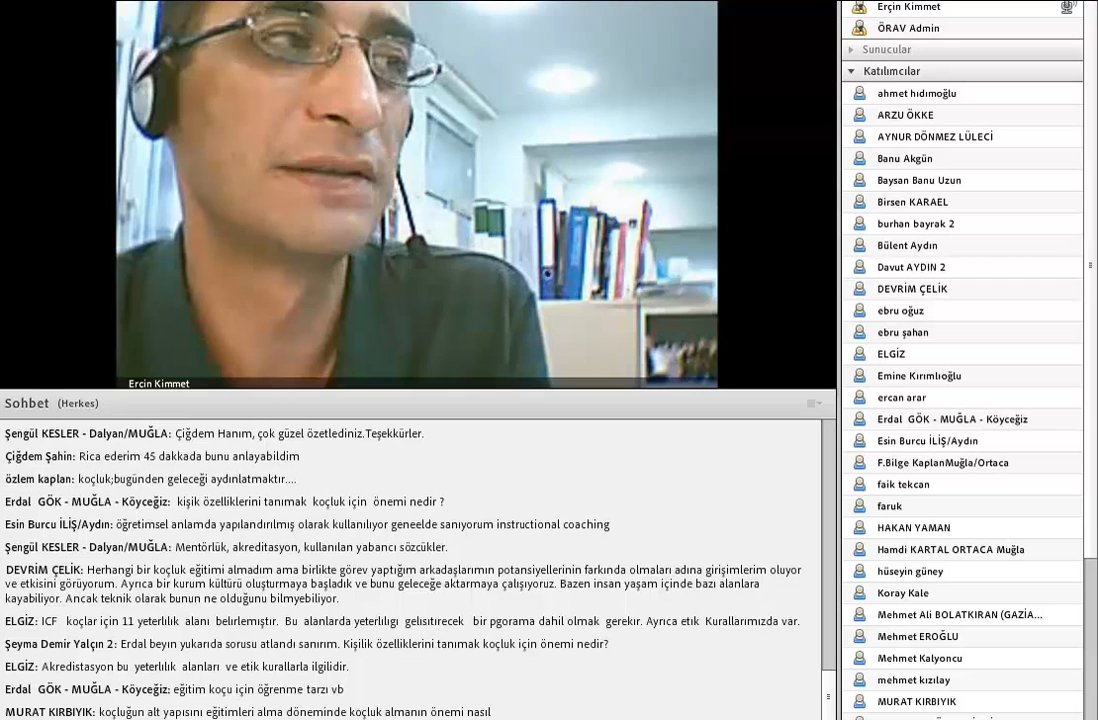 Erçin Kimmet
Sohbet (Herkes)
Şengül KESLER - Dalyan/MUĞLA: Çiğdem Hanım, çok güzel özetlediniz.Teşekkürler.
Çiğdem Şahin: Rica ederim 45 dakkada bunu anlayabildim
özlem kaplan: koçluk;bugünden geleceği aydınlatmaktır....
Erdal GÖK - MUĞLA - Köyceğiz: kışik özelliklerini tanımak koçluk için önemi nedir ?
Esin Burcu İLİŞ/Aydın: öğretimsel anlamda yapılandırılmış olarak kullanılıyor geneelde sanıyorum instructional coaching
Şengül KESLER - Dalyan/MUĞLA: Mentörlük, akreditasyon, kullanılan yabancı sözcükler.
DEVRİM ÇELİK: Herhangi bir koçluk eğitimi almadım ama birlikte görev yaptığım arkadaşlarımın potansiyellerinin farkında olmaları adına girişimlerim oluyor
ve etkisini görüyorum. Ayrıca bir kurum kültürü oluşturmaya başladık ve bunu geleceğe aktarmaya çalışıyoruz. Bazen insan yaşam içinde bazı alanlara
kayabiliyor. Ancak teknik olarak bunun ne olduğunu bilmyebiliyor.
ELGİZ: ICF koçlar için 11 yeterlılık alanı belırlemıştır. Bu alanlarda yeterlılıgı gelısıtırecek bir pgorama dahil olmak gerekır. Ayrıca etık Kurallarımızda var.
Şeyma Demir Yalçın 2: Erdal beyın yukarıda sorusu atlandı sanırım. Kişilik özelliklerini tanımak koçluk için önemi nedir?
ELGİZ: Akredistasyon bu yeterlılık alanları ve etik kurallarla ilgilidir.
Erdal GÖK - MUĞLA - Köyceğiz: eğitim koçu için öğrenme tarzı vb
MURAT KIRBIYIK: koçluğun alt yapısını eğitimleri alma döneminde koçluk almanın önemi nasıl
Erçin Kimmet
ÖRAV Admin
Sunucular
Katılımcılar
ahmet hıdımoğlu
ARZU ÖKKE
AYNUR DÖNMEZ LÜLECİ
Banu Akgün
Baysan Banu Uzun
Birsen KARAEL
burhan bayrak 2
Bülent Aydın
Davut AYDIN 2
DEVRİM ÇELİK
ebru oğuz
ebru şahan
ELGİZ
Emine Kırımlıoğlu
ercan arar
Erdal GÖK - MUĞLA - Köyceğiz
Esin Burcu İLİŞ/Aydın
F.Bilge KaplanMuğla/Ortaca
faik tekcan
faruk
HAKAN YAMAN
Hamdi KARTAL ORTACA Muğla
hüseyin güney
Koray Kale
Mehmet Ali BOLATKIRAN (GAZİA...
Mehmet EROĞLU
Mehmet Kalyoncu
mehmet kızılay
MURAT KIRBIYIK